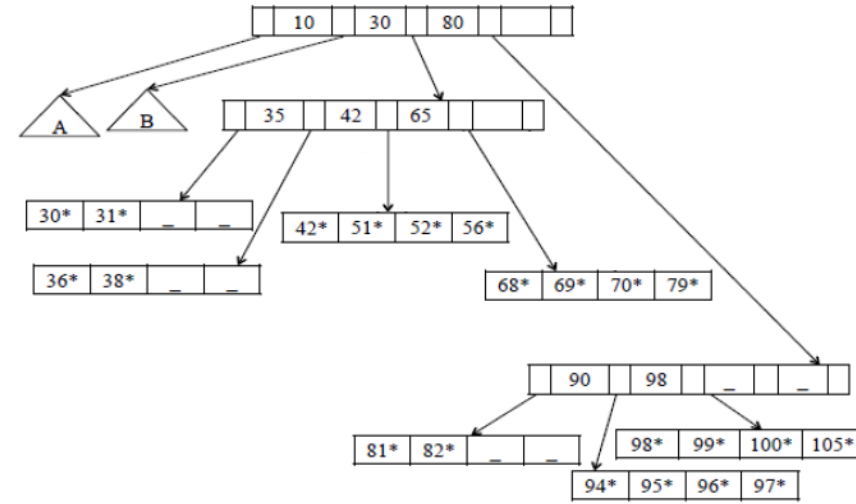 10 30 80
A
B
35 42 65
30* 31* _ _
42* 51* 52* 56*
36* 38* _ _
68* 69* 70* 79*
90 98 _ _
81* 82* _ _
98* 99* 100* 105*
94* 95* 96* 97*